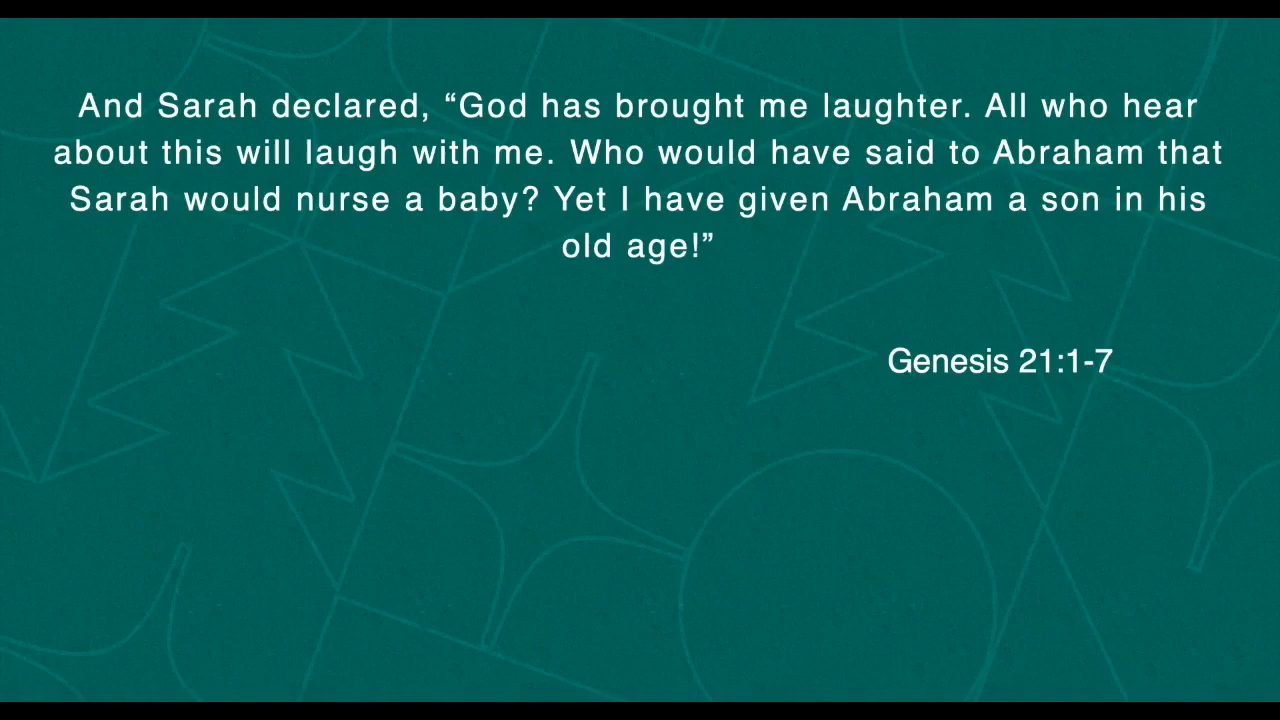 And Sarah declared, “God has brought me laughter. All who hear
about this will laugh with me. Who would have said to Abraham that
Sarah would nurse a baby? Yet I have given Abraham a son in his
old age!”
Genesis 21:1-7